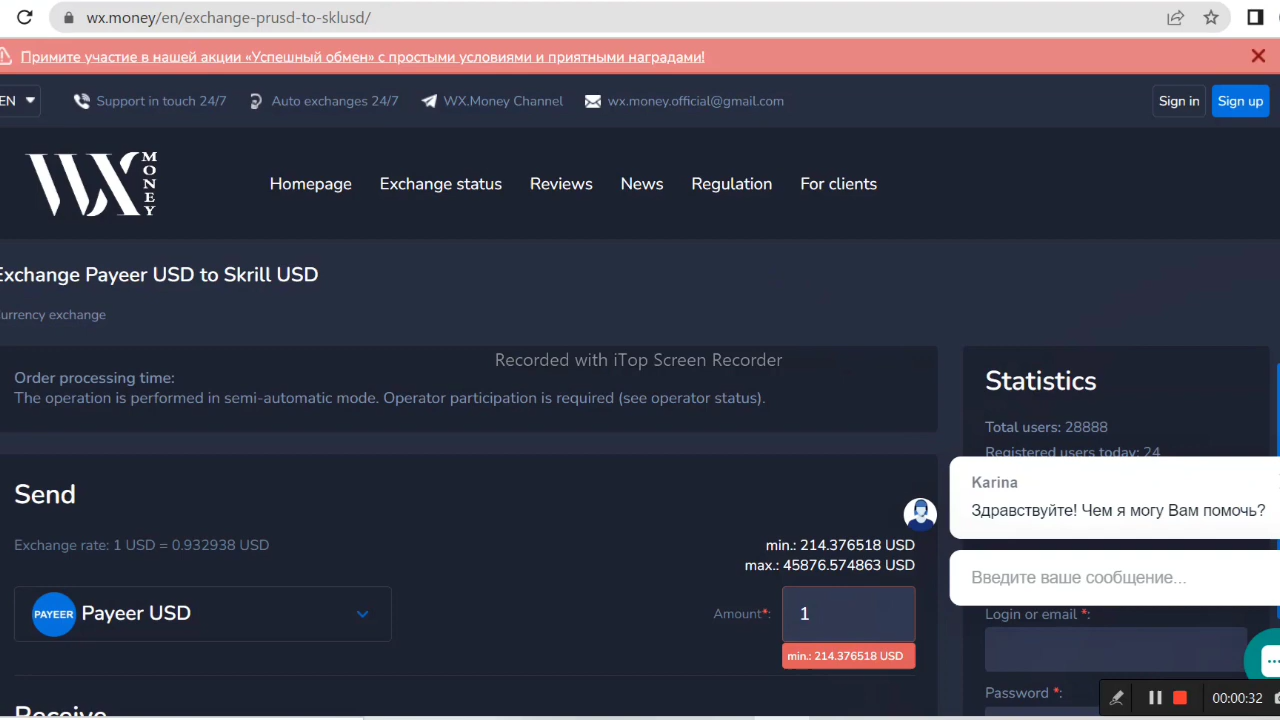 wx.money/en/exchange-prusd-to-sklusd/
Примите участие в нашей акции «Успешный обмен» с простыми условиями и приятными наградами!
EN
Support in touch 24/7
Auto exchanges 24/7
WX.Money Channel
wx.money.official@gmail.com
Sign in
Sign up
WX MONEY
Homepage
Exchange status
Reviews
News
Regulation
For clients
Exchange Payeer USD to Skrill USD
urrency exchange
Recorded with iTop Screen Recorder
Order processing time:
The operation is performed in semi-automatic mode. Operator participation is required (see operator status).
Statistics
Total users: 28888
Registered users today: 24
Karina
Здравствуйте! Чем я могу Вам помочь?
Введите ваше сообщение...
Send
Exchange rate: 1 USD = 0.932938 USD
min.: 214.376518 USD
max.: 45876.574863 USD
PAYEER
Payeer USD
Amount*:
1
min.: 214.376518 USD
Login or email *:
Password *:
Receive
00:00:32